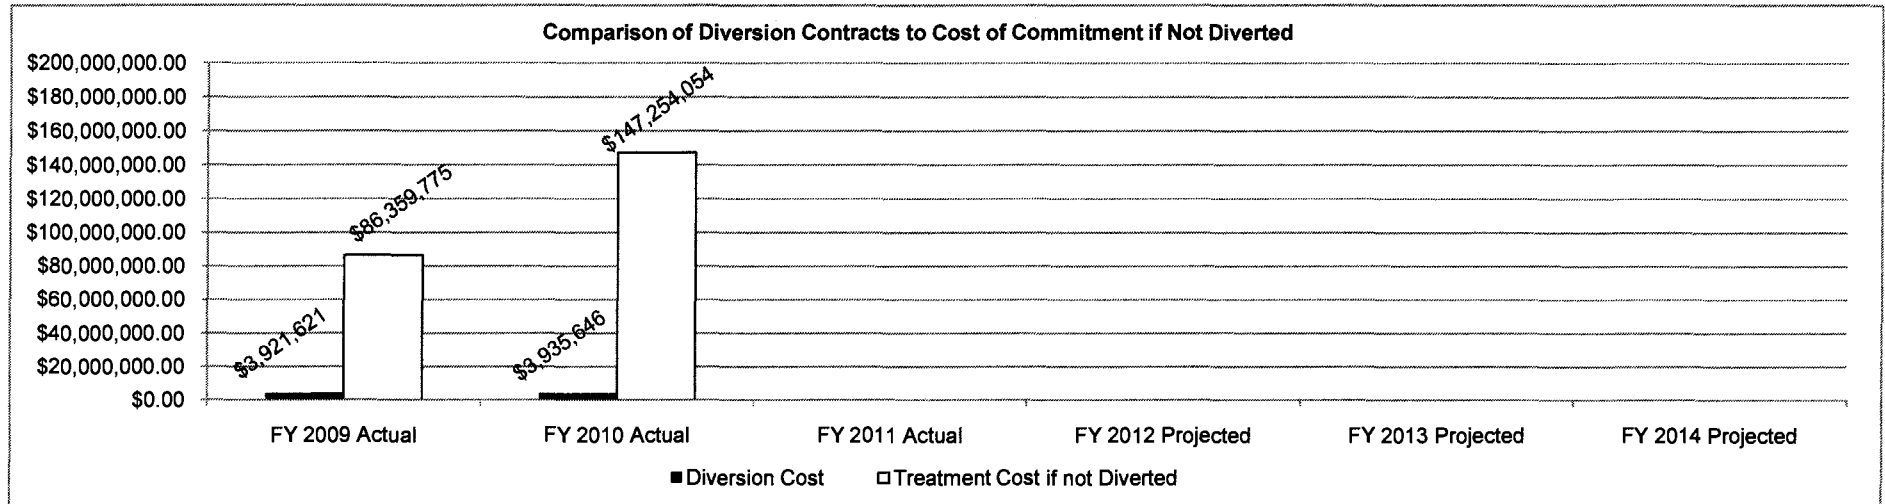 Comparison of Diversion Contracts to Cost of Commitment if Not Diverted
$200,000,000.00
$180,000,000.00
$160,000,000.00
$140,000,000.00
$120,000,000.00
$100,000,000.00
$80,000,000.00
$60,000,000.00
$40,000,000.00
$20,000,000.00
$0.00
$3,921,621
$86,359,775
$3,935,646
$147,254,054
FY 2009 Actual
FY 2010 Actual
FY 2011 Actual
FY 2012 Projected
FY 2013 Projected
FY 2014 Projected
Diversion Cost
Treatment Cost if not Diverted